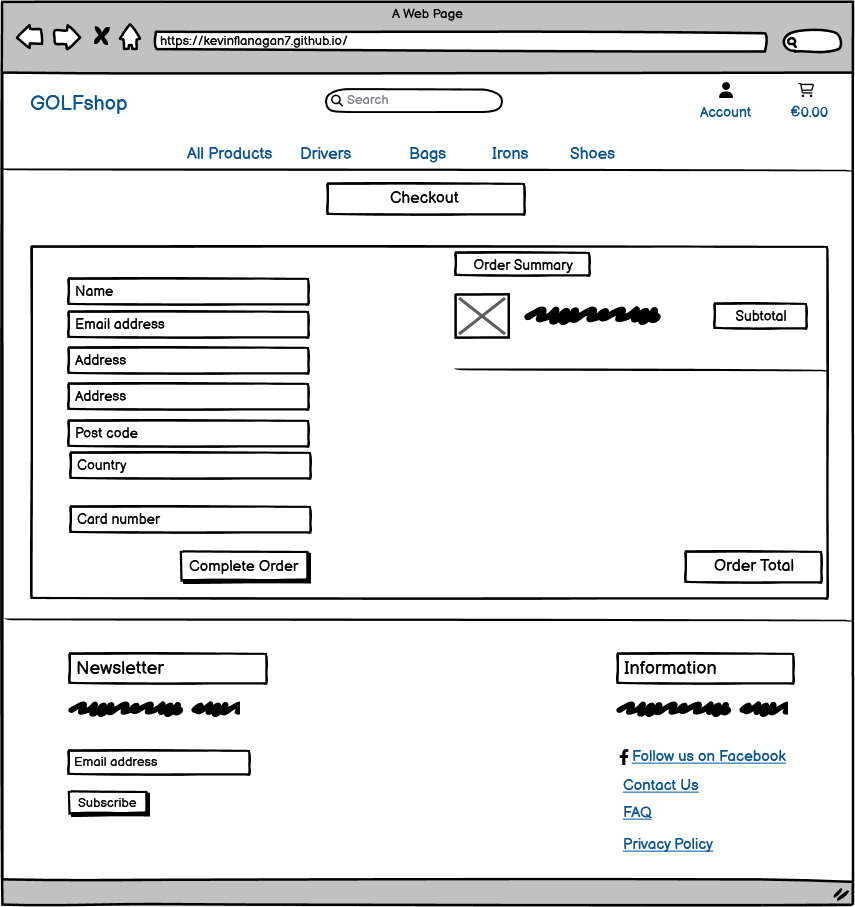 A Web Page
https://kevinflanagan7.github.io/
GOLFshop
Search
Account
€0.00
All Products Drivers Bags Irons Shoes
Checkout
Order Summary
Name
Email address
Subtotal
Address
Address
Post code
Country
Card number
Complete Order
Order Total
Newsletter
Information
Email address
Follow us on Facebook
Subscribe
Contact Us
FAQ
Privacy Policy